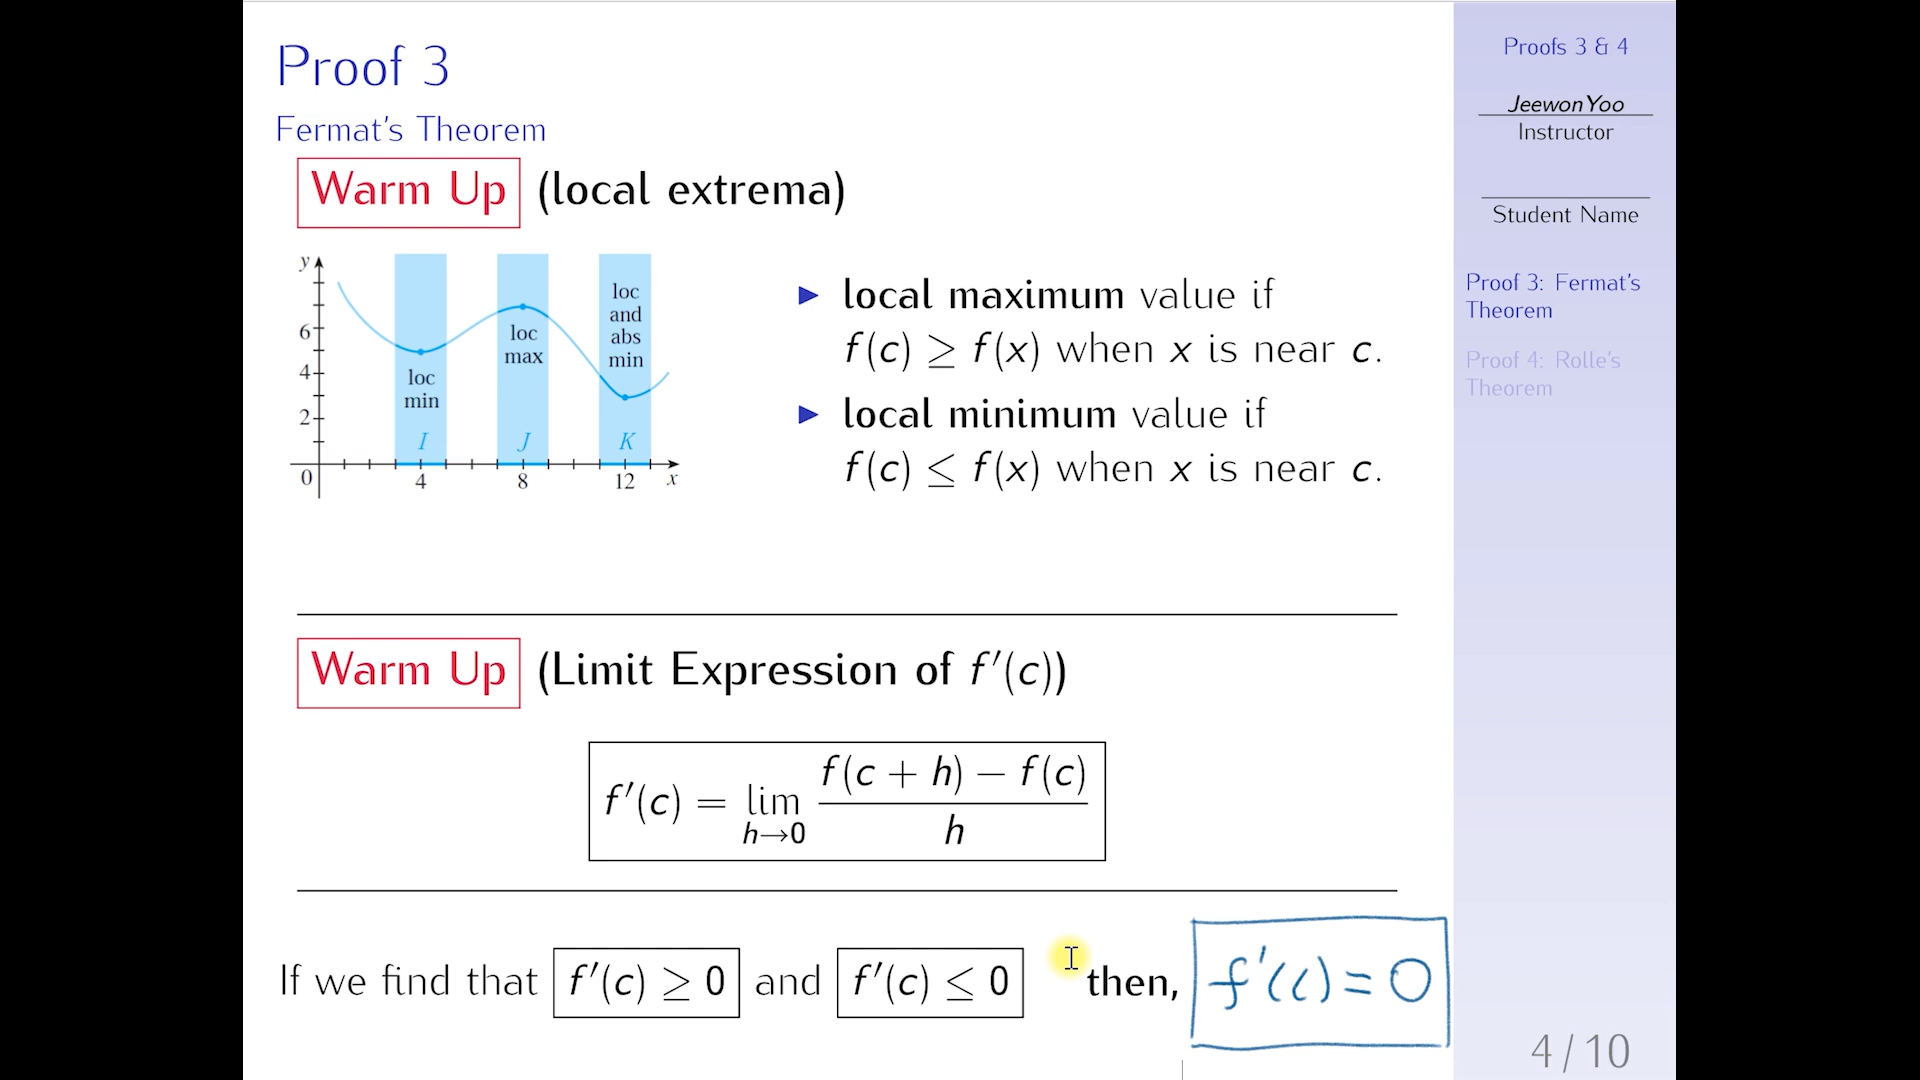 Proof 3
Fermat's Theorem
Warm Up (local extrema)
y
6
4
2
0
4
8
12
x
loc
min
I
loc
max
J
loc
and
abs
min
K
▶ local maximum value if
f(c) ≥ f(x) when x is near c.
▶ local minimum value if
f(c) ≤ f(x) when x is near c.
Warm Up (Limit Expression of f′(c))
f′(c) = lim h→0 f(c + h) − f(c) / h
If we find that f′(c) ≥ 0 and f′(c) ≤ 0 then, f'(c) = 0
Proofs 3 & 4
Jeewon Yoo
Instructor
Student Name
Proof 3: Fermat's
Theorem
Proof 4: Rolle's
Theorem
4 / 10